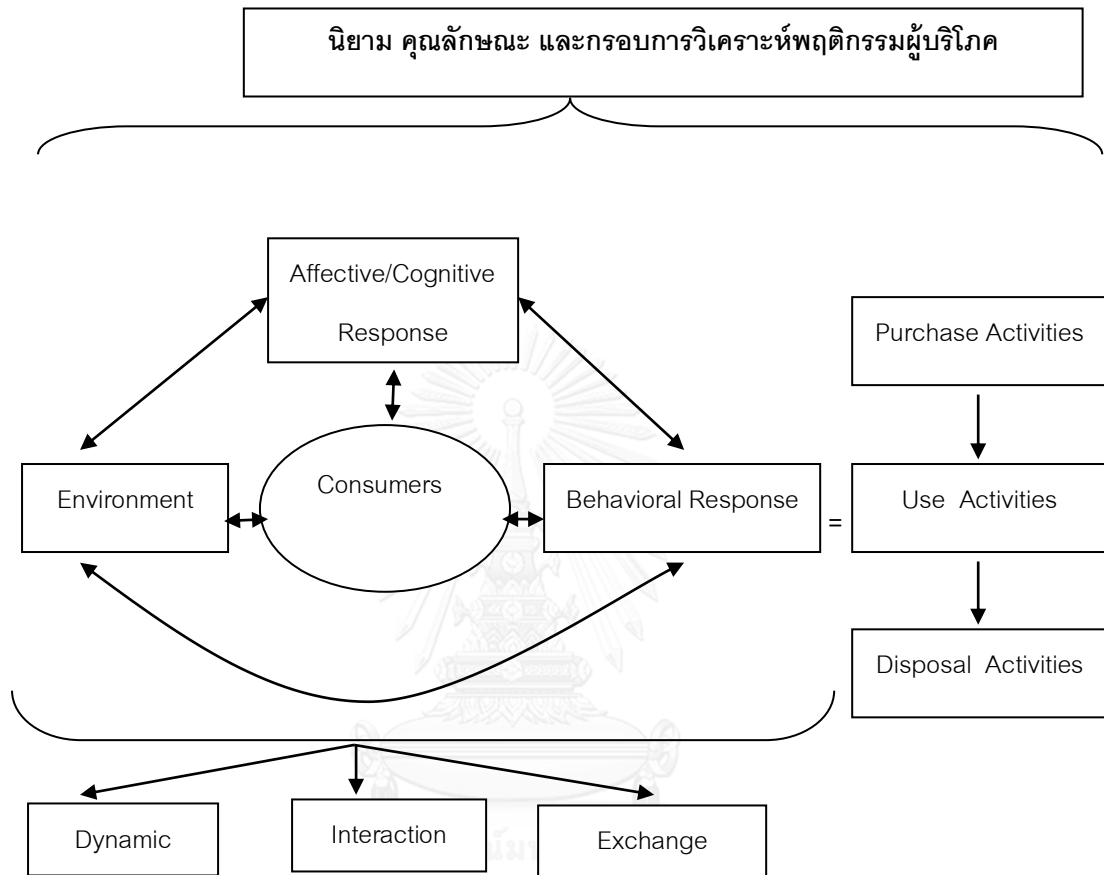 นิยาม คุณลักษณะ และกรอบการวิเคราะห์พฤติกรรมผู้บริโภค
Affective/Cognitive
Response
Purchase Activities
Environment
Consumers
Behavioral Response
=
Use Activities
Disposal Activities
Dynamic
Interaction
Exchange